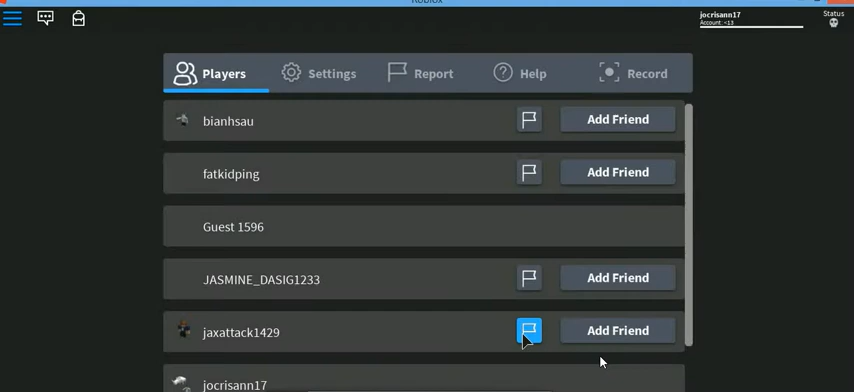 Roblox
jocrisann17
Account: <13
Status
Players
Settings
Report
Help
Record
bianhsau
Add Friend
fatkidping
Add Friend
Guest 1596
JASMINE_DASIG1233
Add Friend
jaxattack1429
Add Friend
jocrisann17